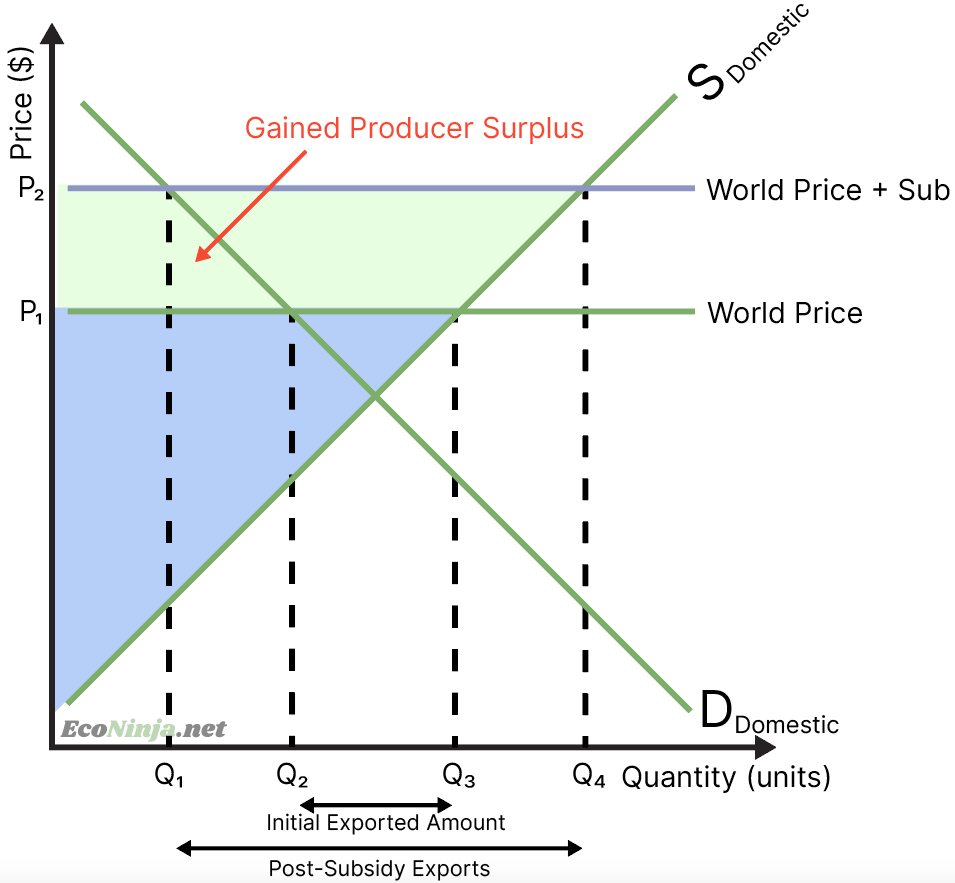 Price ($)
S Domestic
Gained Producer Surplus
P₂
World Price + Sub
P₁
World Price
D Domestic
EcoNinja.net
Q₁
Q₂
Q₃
Q₄
Quantity (units)
Initial Exported Amount
Post-Subsidy Exports